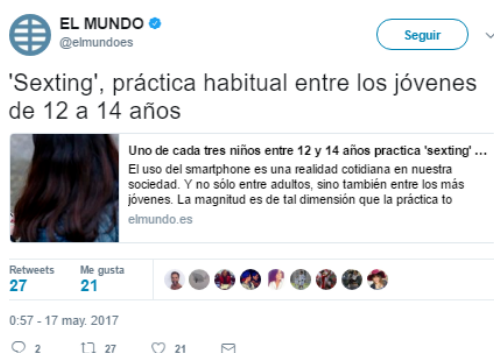 EL MUNDO
@elmundoes
Seguir
'Sexting', práctica habitual entre los jóvenes
de 12 a 14 años
Uno de cada tres niños entre 12 y 14 años practica 'sexting' ...
El uso del smartphone es una realidad cotidiana en nuestra
sociedad. Y no sólo entre adultos, sino también entre los más
jóvenes. La magnitud es de tal dimensión que la práctica to
elmundo.es
Retweets
27
Me gusta
21
0:57 - 17 may. 2017
2
27
21